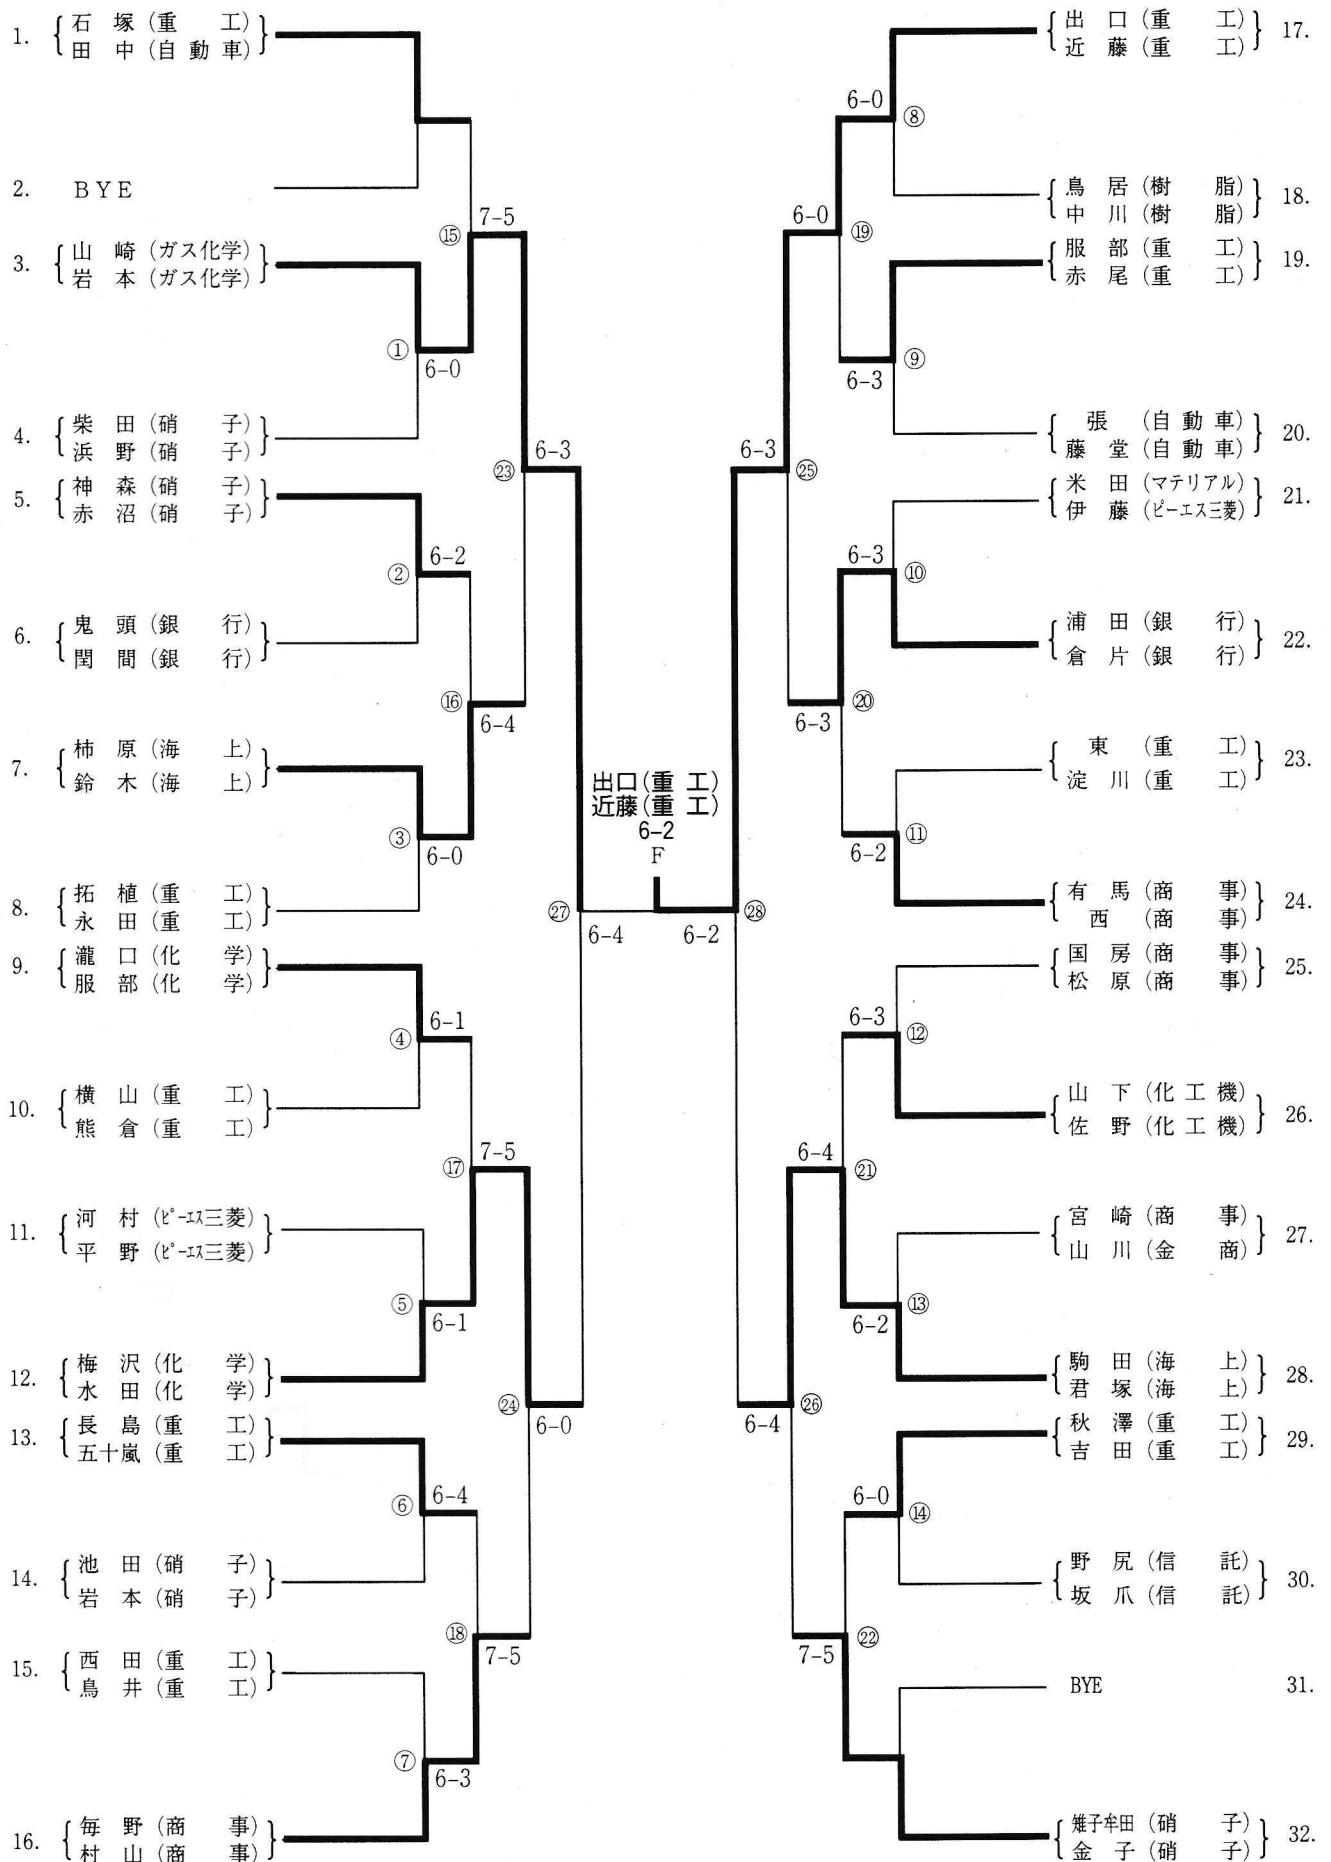 1. 石塚(重工)
田中(自動車)
2. BYE
3. 山崎(ガス化学)
岩本(ガス化学)
4. 柴田(硝子)
浜野(硝子)
5. 神森(硝子)
赤沼(硝子)
6. 鬼頭(銀行)
閏間(銀行)
7. 柿原(海上)
鈴木(海上)
8. 拓植(重工)
永田(重工)
9. 瀧口(化学)
服部(化学)
10. 横山(重工)
熊倉(重工)
11. 河村(ピーエス三菱)
平野(ピーエス三菱)
12. 梅沢(化学)
水田(化学)
13. 長島(重工)
五十嵐(重工)
14. 池田(硝子)
岩本(硝子)
15. 西田(重工)
鳥井(重工)
16. 毎野(商事)
村山(商事)
① 6-0
② 6-2
③ 6-0
④ 6-1
⑤ 6-1
⑥ 6-4
⑦ 6-3
⑮ 7-5
⑯ 6-4
⑰ 7-5
⑱ 7-5
㉓ 6-3
㉔ 6-0
㉗ 6-4
出口(重工)
近藤(重工)
6-2
F
6-2 ㉘
6-3 ㉕
6-4 ㉖
6-0 ⑲
6-3 ⑳
6-4 ㉑
7-5 ㉒
6-0 ⑧
6-3 ⑨
6-3 ⑩
6-2 ⑪
6-3 ⑫
6-2 ⑬
6-0 ⑭
出口(重工) 17.
近藤(重工)
鳥居(樹脂) 18.
中川(樹脂)
服部(重工) 19.
赤尾(重工)
張(自動車) 20.
藤堂(自動車)
米田(マテリアル) 21.
伊藤(ピーエス三菱)
浦田(銀行) 22.
倉片(銀行)
東(重工) 23.
淀川(重工)
有馬(商事) 24.
西(商事)
国房(商事) 25.
松原(商事)
山下(化工機) 26.
佐野(化工機)
宮崎(商事) 27.
山川(金商)
駒田(海上) 28.
君塚(海上)
秋澤(重工) 29.
吉田(重工)
野尻(信託) 30.
坂爪(信託)
BYE 31.
雉子牟田(硝子) 32.
金子(硝子)